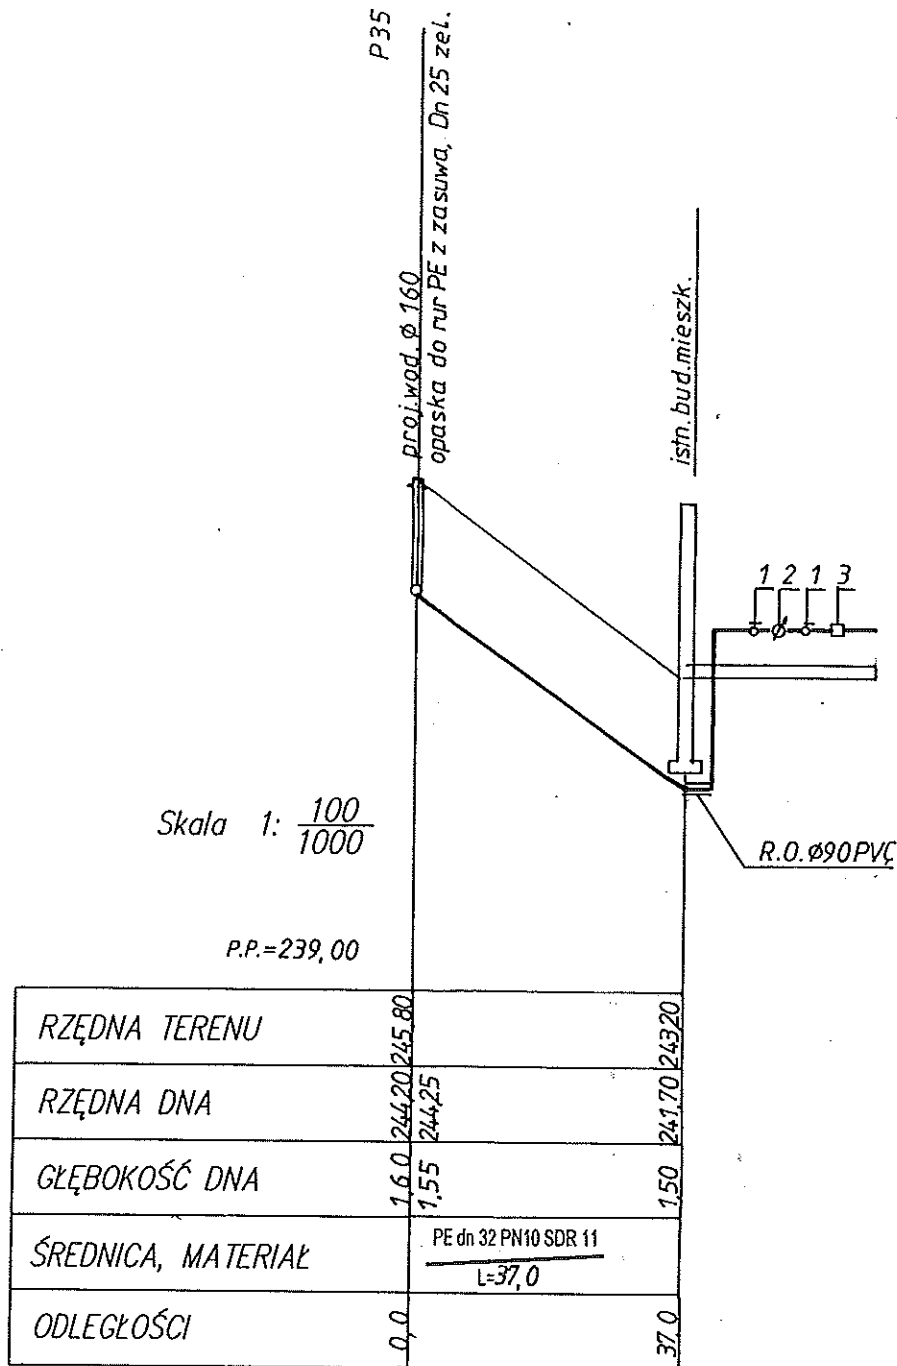 P35
proj.wod. ø 160
opaska do rur PE z zasuwą, Dn 25 żel.
istn. bud. mieszk.
1 2 1 3
Skala 1: 100
1000
R.O. ø90PVC
P.P.=239,00
RZĘDNA TERENU 245.80 243,20
RZĘDNA DNA 244,20 244,25 241,70
GŁĘBOKOŚĆ DNA 1,60 1,55 1,50
ŚREDNICA, MATERIAŁ PE dn 32 PN10 SDR 11
L=37,0
ODLEGŁOŚCI 0,0 37.0